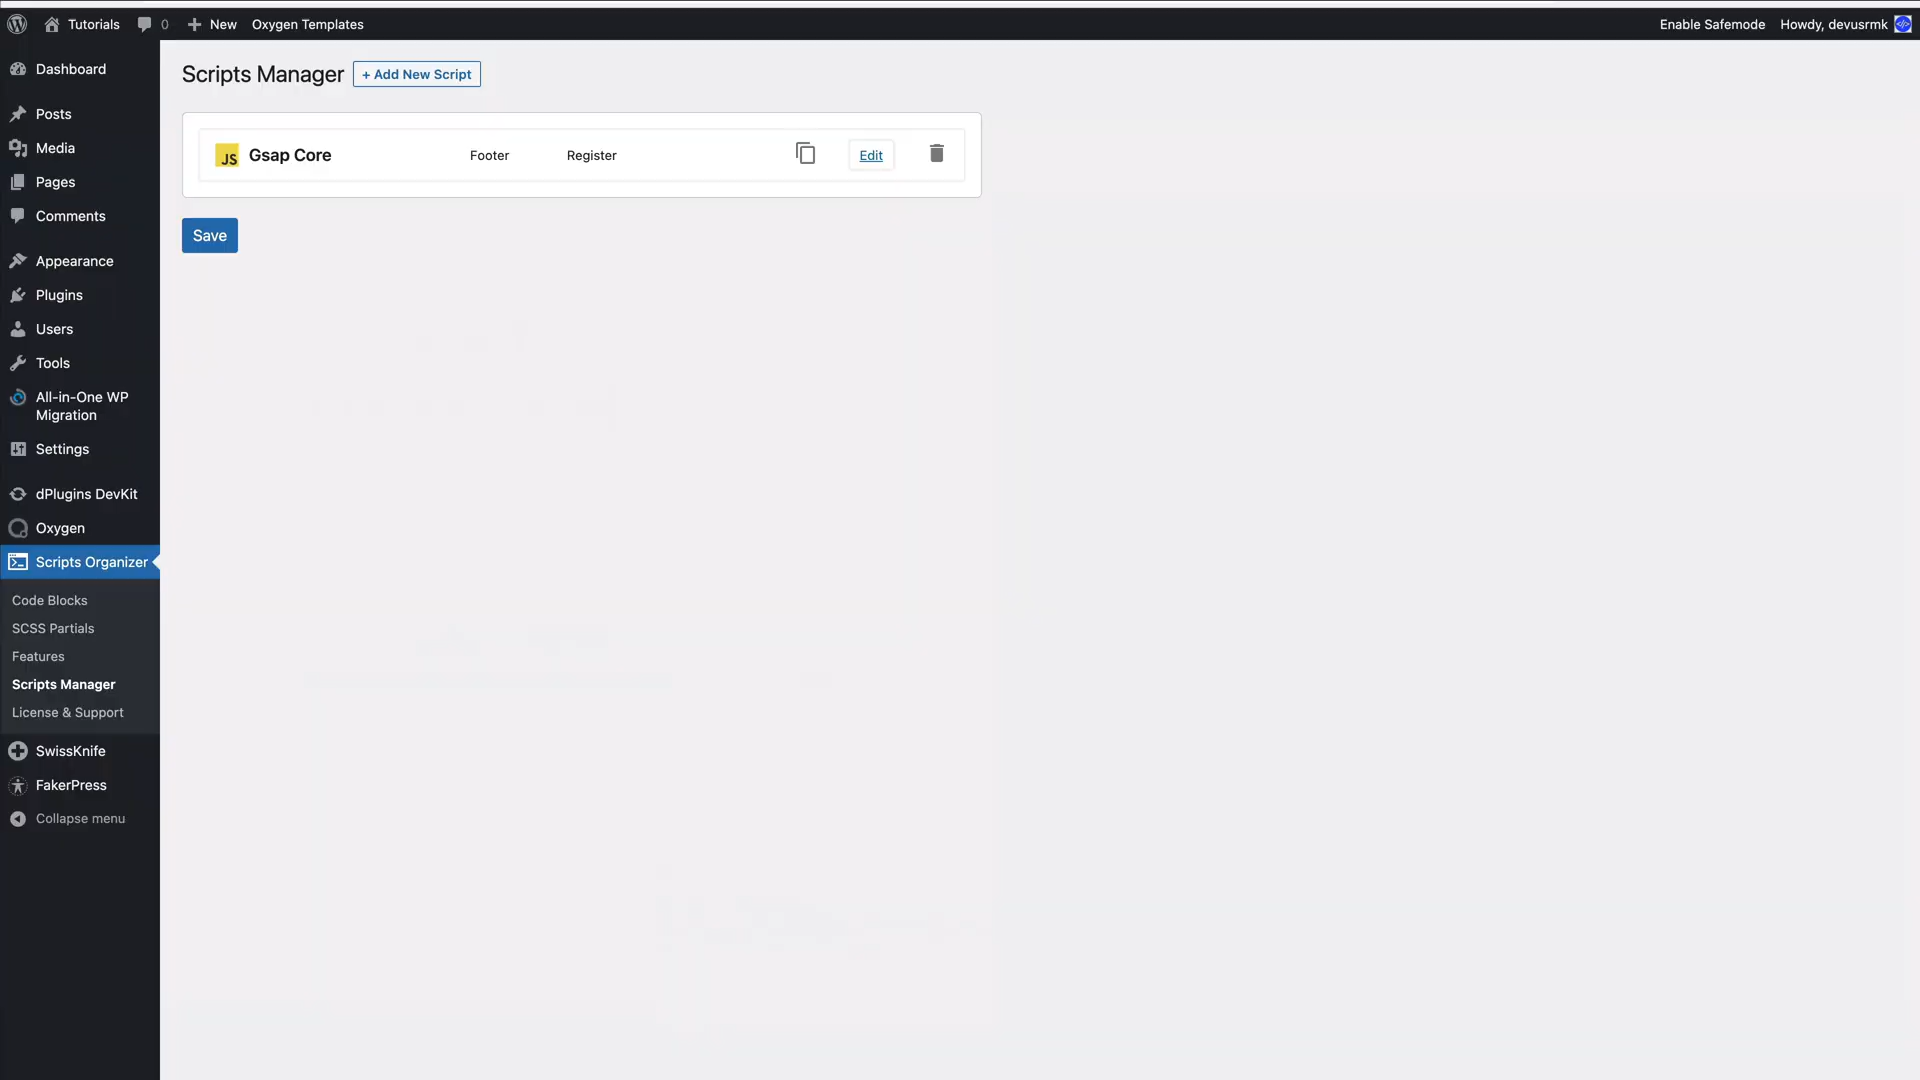 Tutorials
0
New
Oxygen Templates
Enable Safemode
Howdy, devusrmk
Dashboard
Posts
Media
Pages
Comments
Appearance
Plugins
Users
Tools
All-in-One WP
Migration
Settings
dPlugins DevKit
Oxygen
Scripts Organizer
Code Blocks
SCSS Partials
Features
Scripts Manager
License & Support
SwissKnife
FakerPress
Collapse menu
Scripts Manager
+ Add New Script
JS
Gsap Core
Footer
Register
Edit
Save